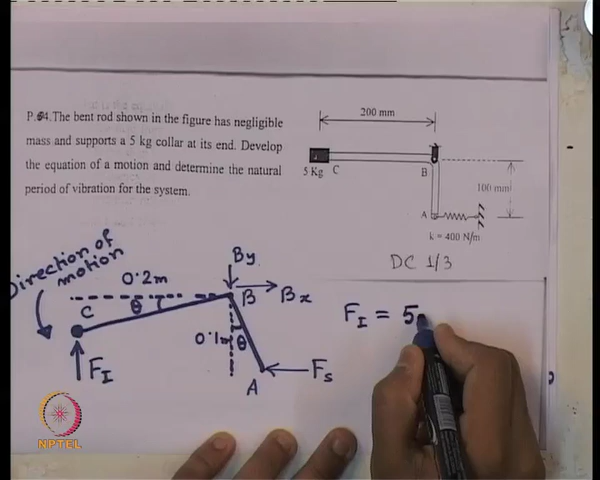 P.64.The bent rod shown in the figure has negligible
mass and supports a 5 kg collar at its end. Develop
the equation of a motion and determine the natural
period of vibration for the system.
200 mm
5 Kg C
B
100 mm
A
k = 400 N/m
DC 1/3
Direction of
motion
0.2m
By
C
θ
B
Bx
0.1m
θ
FI
Fs
A
FI = 5
NPTEL